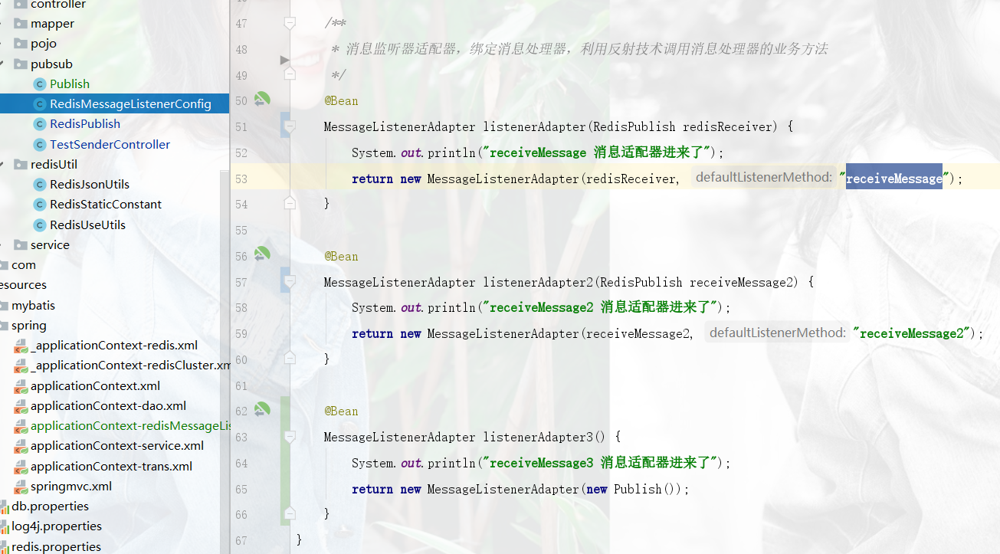 controller
mapper
pojo
pubsub
Publish
RedisMessageListenerConfig
RedisPublish
TestSenderController
redisUtil
RedisJsonUtils
RedisStaticConstant
RedisUseUtils
service
com
esources
mybatis
spring
_applicationContext-redis.xml
_applicationContext-redisCluster.xm
applicationContext.xml
applicationContext-dao.xml
applicationContext-redisMessageLis
applicationContext-service.xml
applicationContext-trans.xml
springmvc.xml
db.properties
log4j.properties
redis.properties
47 /**
48 * 消息监听器适配器，绑定消息处理器，利用反射技术调用消息处理器的业务方法
49 */
50 @Bean
51 MessageListenerAdapter listenerAdapter(RedisPublish redisReceiver) {
52 System.out.println("receiveMessage 消息适配器进来了");
53 return new MessageListenerAdapter(redisReceiver, defaultListenerMethod: "receiveMessage");
54 }
55
56 @Bean
57 MessageListenerAdapter listenerAdapter2(RedisPublish receiveMessage2) {
58 System.out.println("receiveMessage2 消息适配器进来了");
59 return new MessageListenerAdapter(receiveMessage2, defaultListenerMethod: "receiveMessage2");
60 }
61
62 @Bean
63 MessageListenerAdapter listenerAdapter3() {
64 System.out.println("receiveMessage3 消息适配器进来了");
65 return new MessageListenerAdapter(new Publish());
66 }
67 }